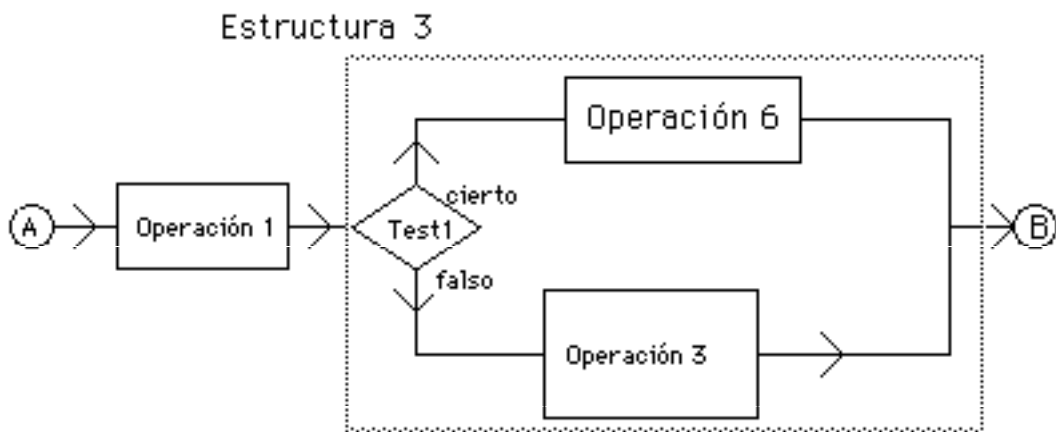 Estructura 3
Operación 6
cierto
A
Operación 1
Test1
B
falso
Operación 3